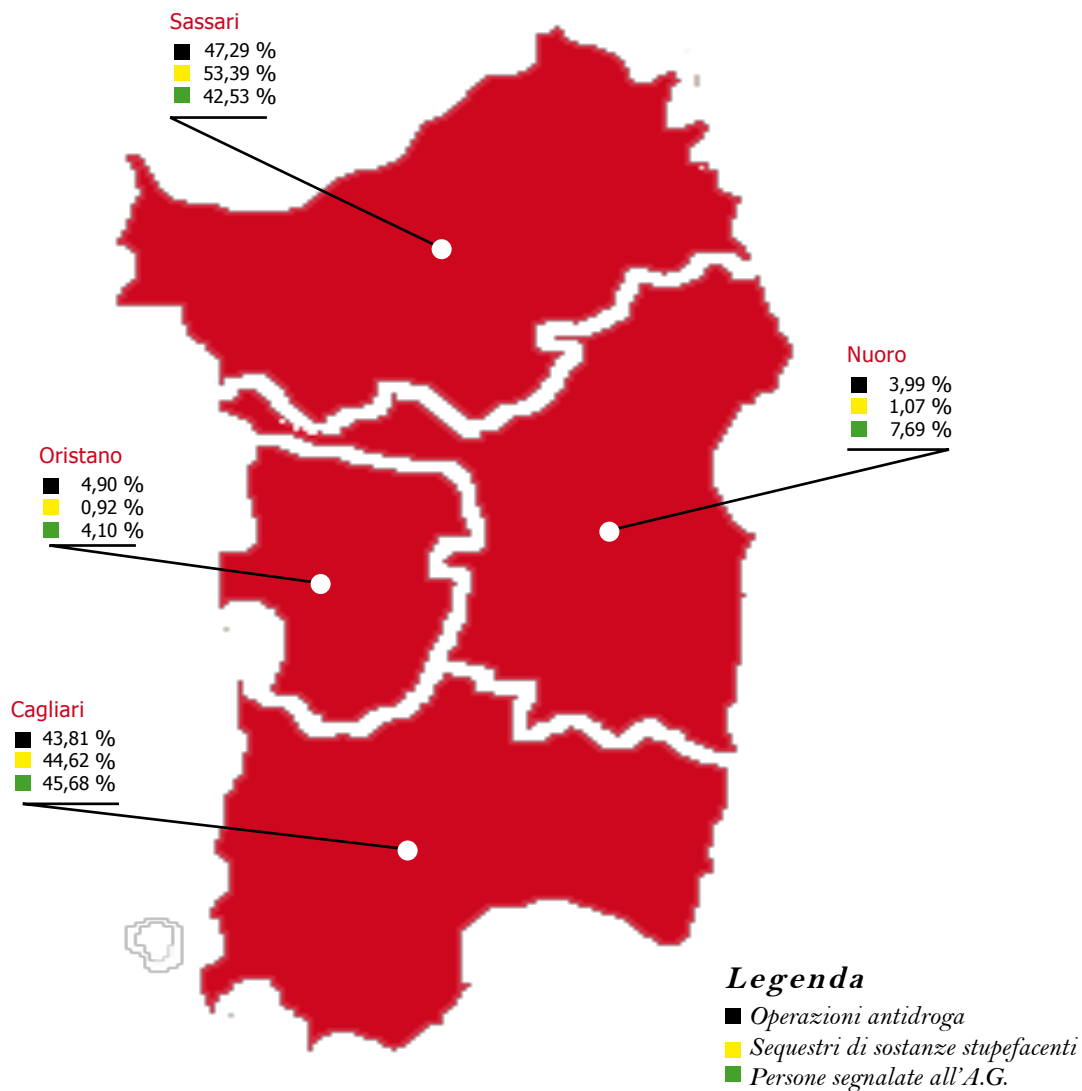 Sassari
47,29 %
53,39 %
42,53 %
Nuoro
3,99 %
1,07 %
7,69 %
Oristano
4,90 %
0,92 %
4,10 %
Cagliari
43,81 %
44,62 %
45,68 %
Legenda
Operazioni antidroga
Sequestri di sostanze stupefacenti
Persone segnalate all'A.G.